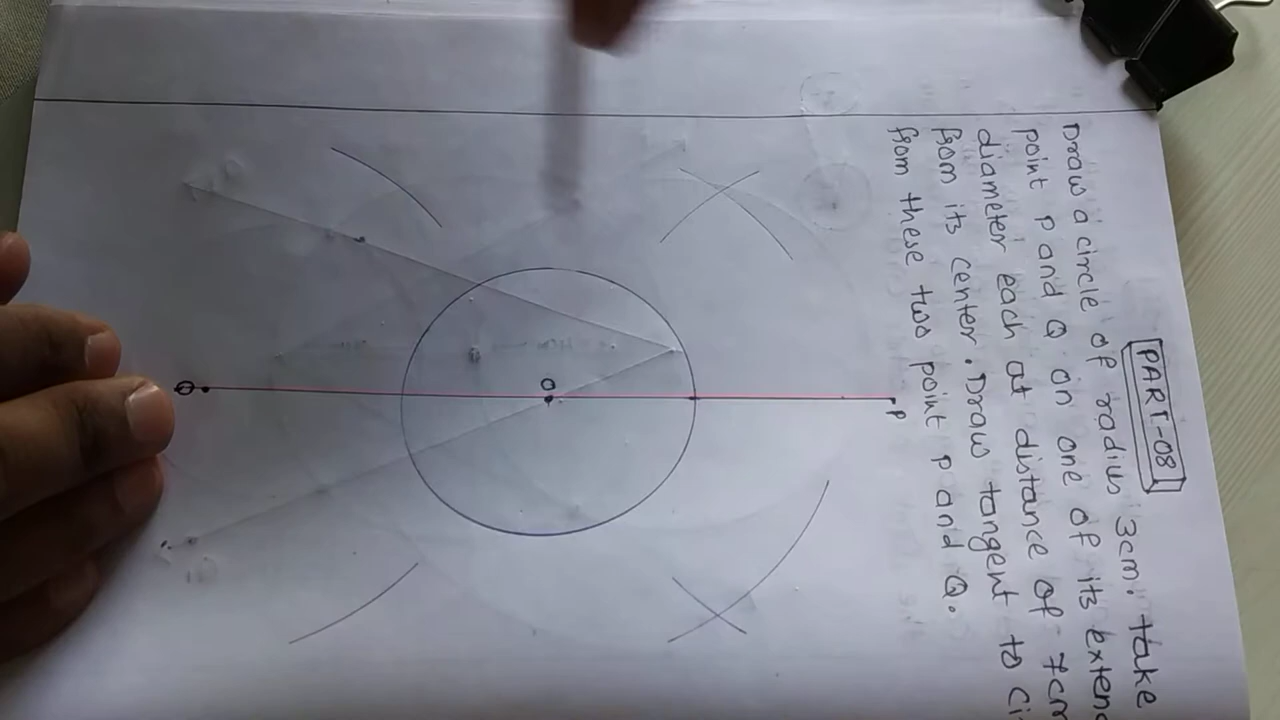 PART-08
Draw a circle of radius 3cm. take
point P and Q on one of its extend
diameter each at distance of 7cm
from its center. Draw tangent to ci
from these two point P and Q.
P
O
Q